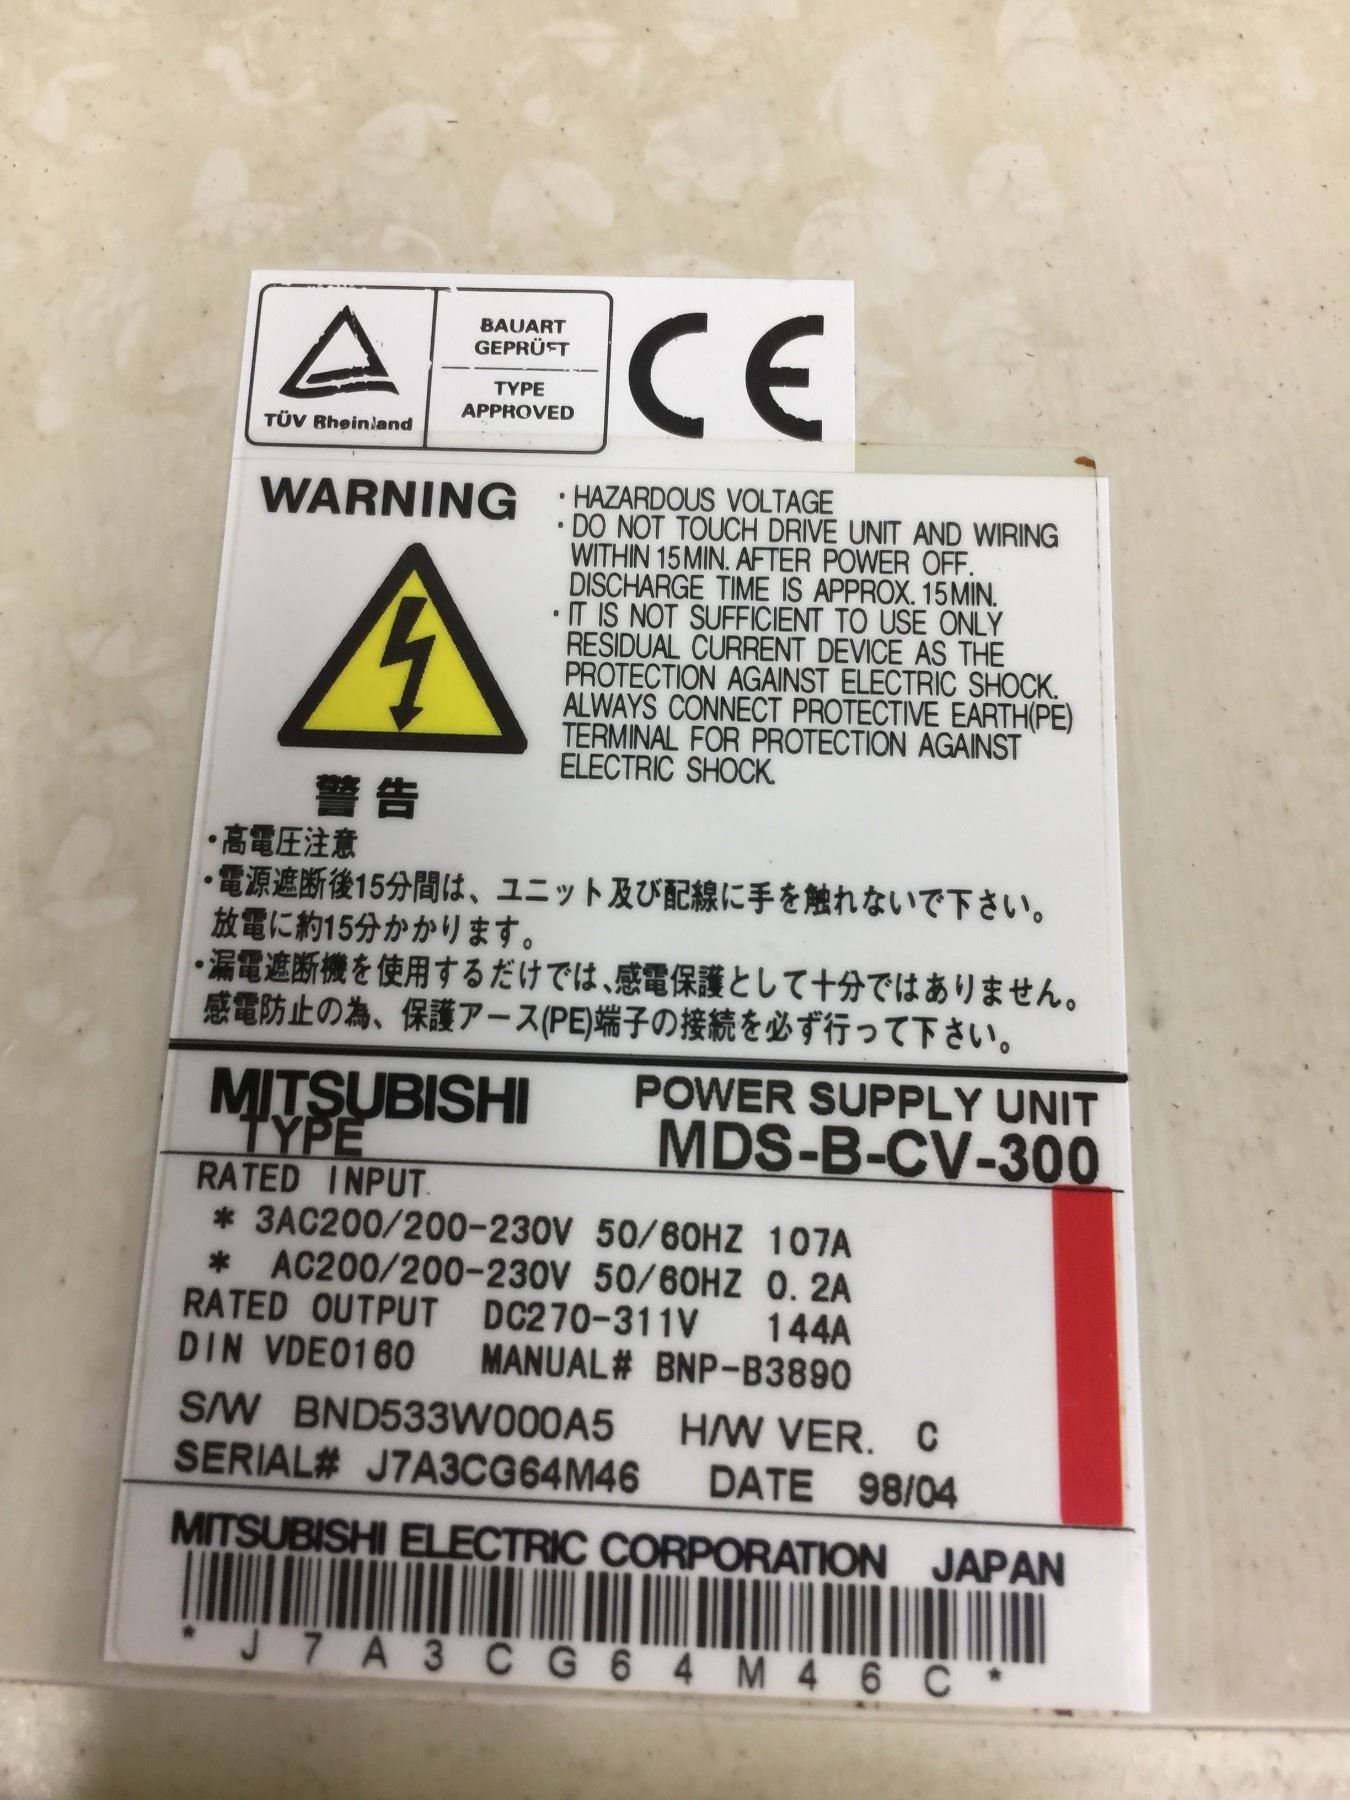 TÜV Rheinland
BAUART
GEPRÜFT
TYPE
APPROVED
CE
WARNING
・HAZARDOUS VOLTAGE
・DO NOT TOUCH DRIVE UNIT AND WIRING
WITHIN 15MIN. AFTER POWER OFF.
DISCHARGE TIME IS APPROX. 15MIN.
・IT IS NOT SUFFICIENT TO USE ONLY
RESIDUAL CURRENT DEVICE AS THE
PROTECTION AGAINST ELECTRIC SHOCK.
ALWAYS CONNECT PROTECTIVE EARTH(PE)
TERMINAL FOR PROTECTION AGAINST
ELECTRIC SHOCK.
警告
・高電圧注意
・電源遮断後15分間は、ユニット及び配線に手を触れないで下さい。
放電に約15分かかります。
・漏電遮断機を使用するだけでは、感電保護として十分ではありません。
感電防止の為、保護アース(PE)端子の接続を必ず行って下さい。
MITSUBISHI POWER SUPPLY UNIT
TYPE MDS-B-CV-300
RATED INPUT
* 3AC200/200-230V 50/60HZ 107A
* AC200/200-230V 50/60HZ 0.2A
RATED OUTPUT DC270-311V 144A
DIN VDE0160 MANUAL# BNP-B3890
S/W BND533W000A5 H/W VER. C
SERIAL# J7A3CG64M46 DATE 98/04
MITSUBISHI ELECTRIC CORPORATION JAPAN
*J7A3CG64M46C*